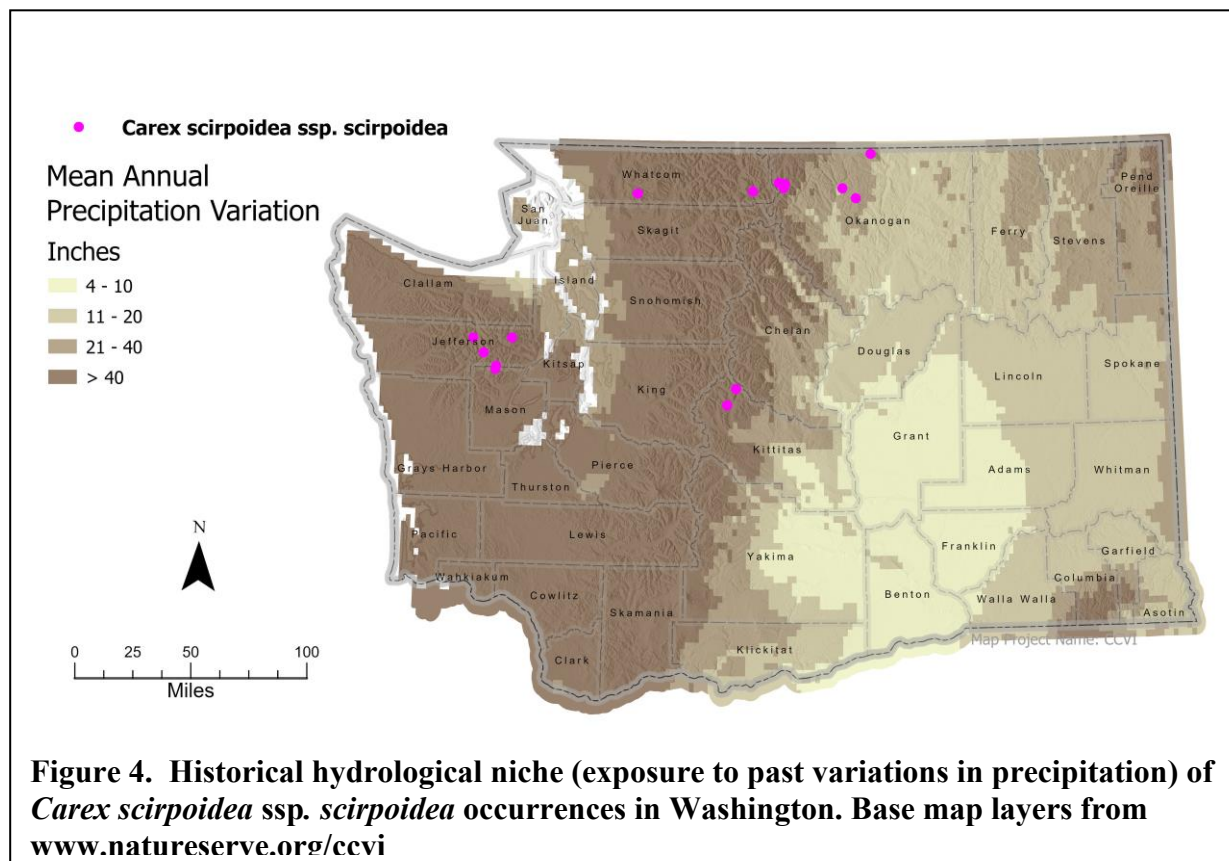 Carex scirpoidea ssp. scirpoidea
Mean Annual
Precipitation Variation
Inches
4 - 10
11 - 20
21 - 40
> 40
N
0 25 50 100
Miles
Whatcom
Pend
Oreille
San
Juan
Okanogan
Skagit
Ferry
Stevens
Island
Clallam
Snohomish
Chelan
Jefferson
Douglas
Kitsap
Spokane
Lincoln
King
Mason
Grant
Kittitas
Pierce
Grays Harbor
Adams
Whitman
Thurston
Pacific
Lewis
Franklin
Yakima
Garfield
Wahkiakum
Columbia
Cowlitz
Benton
Walla Walla
Skamania
Asotin
Map Project Name: CCVI
Klickitat
Clark
Figure 4. Historical hydrological niche (exposure to past variations in precipitation) of
Carex scirpoidea ssp. scirpoidea occurrences in Washington. Base map layers from
www.natureserve.org/ccvi